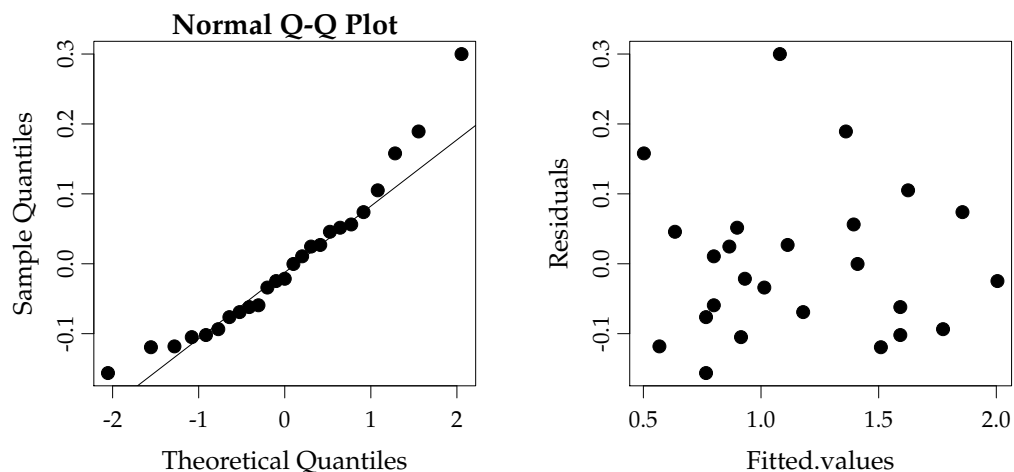 Normal Q-Q Plot
Sample Quantiles
0.3
0.2
0.1
0.0
-0.1
-2 -1 0 1 2
Theoretical Quantiles
Residuals
0.3
0.2
0.1
0.0
-0.1
0.5 1.0 1.5 2.0
Fitted.values